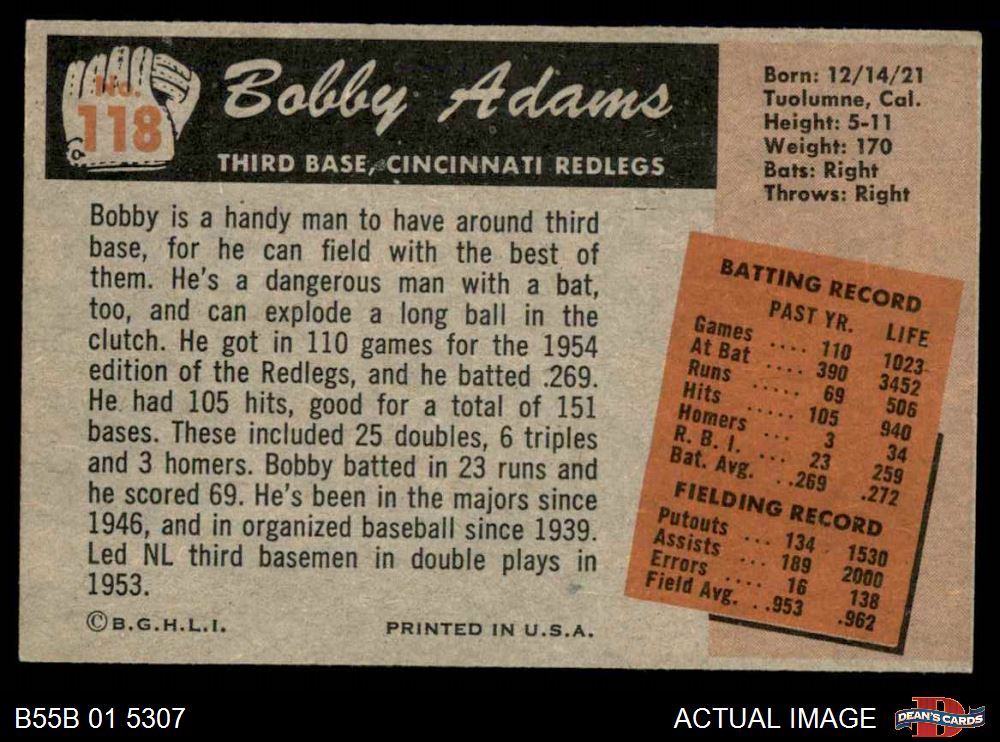 No.
118
Bobby Adams
THIRD BASE, CINCINNATI REDLEGS
Born: 12/14/21
Tuolumne, Cal.
Height: 5-11
Weight: 170
Bats: Right
Throws: Right
Bobby is a handy man to have around third
base, for he can field with the best of
them. He's a dangerous man with a bat,
too, and can explode a long ball in the
clutch. He got in 110 games for the 1954
edition of the Redlegs, and he batted .269.
He had 105 hits, good for a total of 151
bases. These included 25 doubles, 6 triples
and 3 homers. Bobby batted in 23 runs and
he scored 69. He's been in the majors since
1946, and in organized baseball since 1939.
Led NL third basemen in double plays in
1953.
©B.G.H.L.I.
PRINTED IN U.S.A.
BATTING RECORD
PAST YR. LIFE
Games .... 110 1023
At Bat .... 390 3452
Runs ..... 69 506
Hits ..... 105 940
Homers ... 3 34
R. B. I. ... 23 259
Bat. Avg. ..269 .272
FIELDING RECORD
Putouts ... 134 1530
Assists ... 189 2000
Errors .... 16 138
Field Avg. ..953 .962
B55B 01 5307
ACTUAL IMAGE
D
DEAN'S CARDS